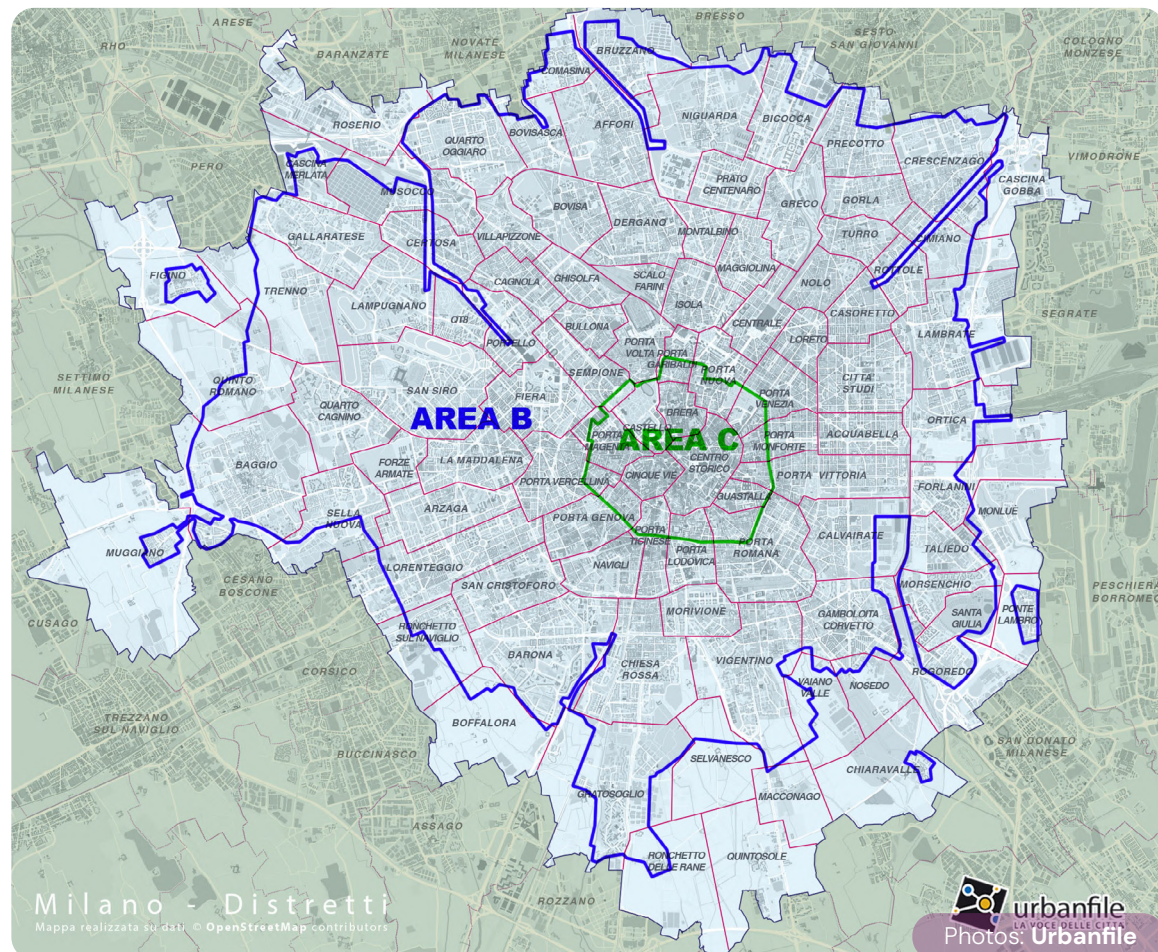 ARESE
BRESSO
RHO
BARANZATE
NOVATE
MILANESE
SESTO
SAN GIOVANNI
COLOGNO
MONZESE
BRUZZANO
COMASINA
ROSERIO
QUARTO
OGGIARO
BOVISASCA
AFFORI
NIGUARDA
BICOCCA
PRECOTTO
CRESCENZAGO
VIMODRONE
PERO
CASCINA
MERLATA
MUSOCCO
PRATO
CENTENARO
CASCINA
GOBBA
GALLARATESE
CERTOSA
VILLAPIZZONE
BOVISA
DERGANO
MONTALBINO
GRECO
GORLA
TURRO
CIMIANO
FIGINO
TRENNO
LAMPUGNANO
QT8
CAGNOLA
GHISOLFA
SCALO
FARINI
MAGGIOLINA
ROTTOLE
NOLO
ISOLA
CASORETTO
SEGRATE
BULLONA
CENTRALE
LORETO
LAMBRATE
PORTELLO
PORTA
VOLTA
PORTA
GARIBALDI
PORTA
NUOVA
SETTIMO
MILANESE
QUINTO
ROMANO
SEMPIONE
SAN SIRO
FIERA
CITTÀ
STUDI
QUARTO
CAGNINO
PORTA
VENEZIA
AREA B
BRERA
CASTELLO
ORTICA
AREA C
PORTA
MAGENTA
PORTA
MONFORTE
ACQUABELLA
BAGGIO
FORZE
ARMATE
LA MADDALENA
CENTRO
STORICO
CINQUE VIE
PORTA VITTORIA
PORTA VERCELLINA
FORLANINI
GUASTALLA
SELLA
NUOVA
ARZAGA
PORTA GENOVA
MONLUÈ
PORTA
TICINESE
PORTA
LUDOVICA
PORTA
ROMANA
CALVAIRATE
TALIEDO
MUGGIANO
CESANO
BOSCONE
LORENTEGGIO
SAN CRISTOFORO
NAVIGLI
MORSENCHIO
PESCHIERA
BORROMEO
CUSAGO
RONCHETTO
SUL NAVIGLIO
MORIVIONE
GAMBOLOITA
CORVETTO
SANTA
GIULIA
PONTE
LAMBRO
BARONA
CHIESA
ROSSA
VIGENTINO
CORSICO
VAIANO
VALLE
NOSEDO
ROGOREDO
TREZZANO
SUL NAVIGLIO
BOFFALORA
BUCCINASCO
SELVANESCO
SAN DONATO
MILANESE
CHIARAVALLE
GRATOSOGLIO
MACCONAGO
ASSAGO
RONCHETTO
DELLE RANE
QUINTOSOLE
ROZZANO
Milano - Distretti
Mappa realizzata su dati © OpenStreetMap contributors
urbanfile
LA VOCE DELLE CITTÀ
Photos: Urbanfile